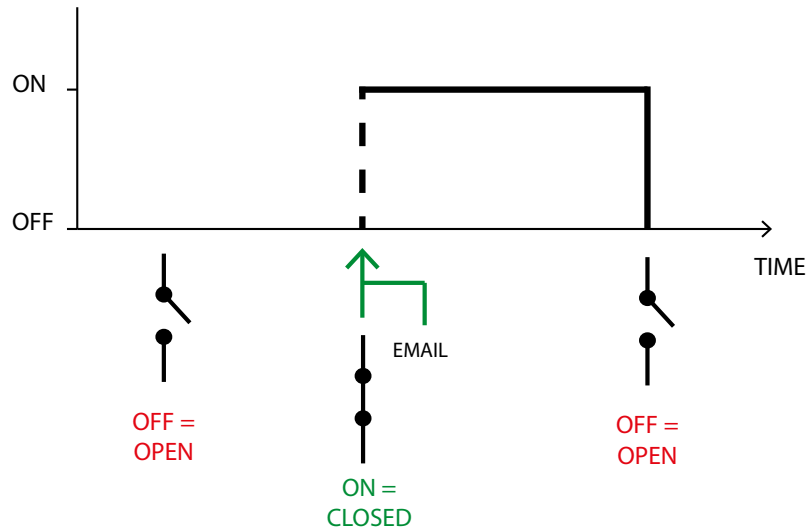 ON
OFF
TIME
EMAIL
OFF =
OPEN
ON =
CLOSED
OFF =
OPEN